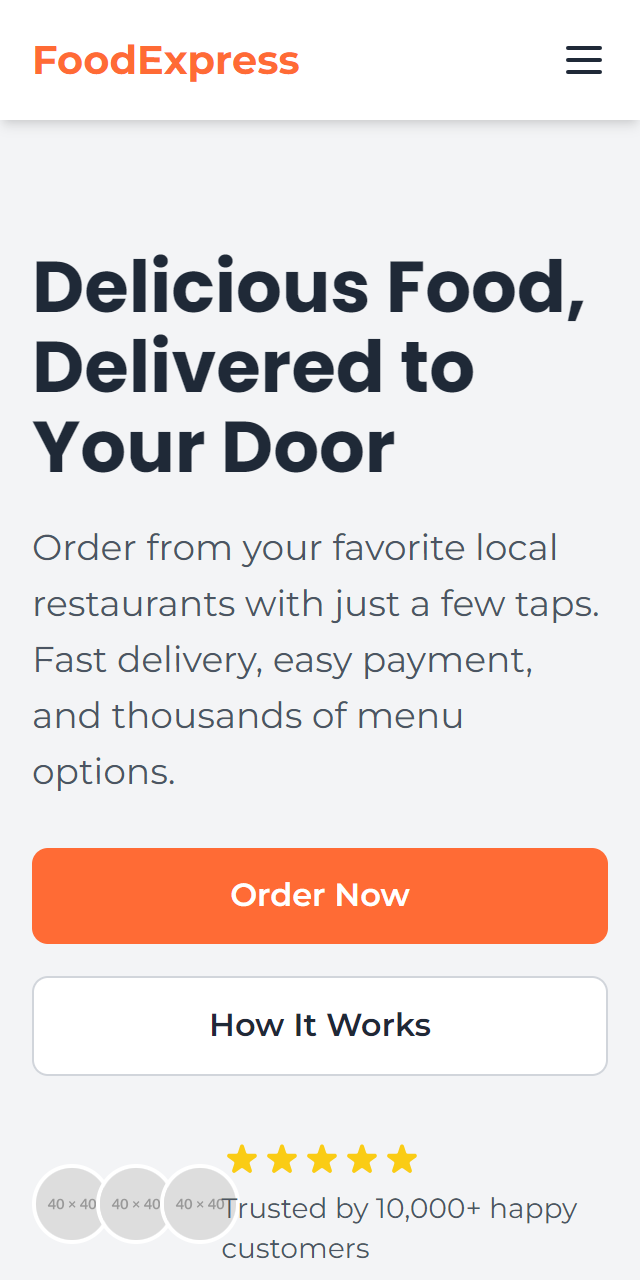 FoodExpress
Delicious Food,
Delivered to
Your Door
Order from your favorite local
restaurants with just a few taps.
Fast delivery, easy payment,
and thousands of menu
options.
Order Now
How It Works
40 × 40 40 × 40 40 × 40
Trusted by 10,000+ happy
customers